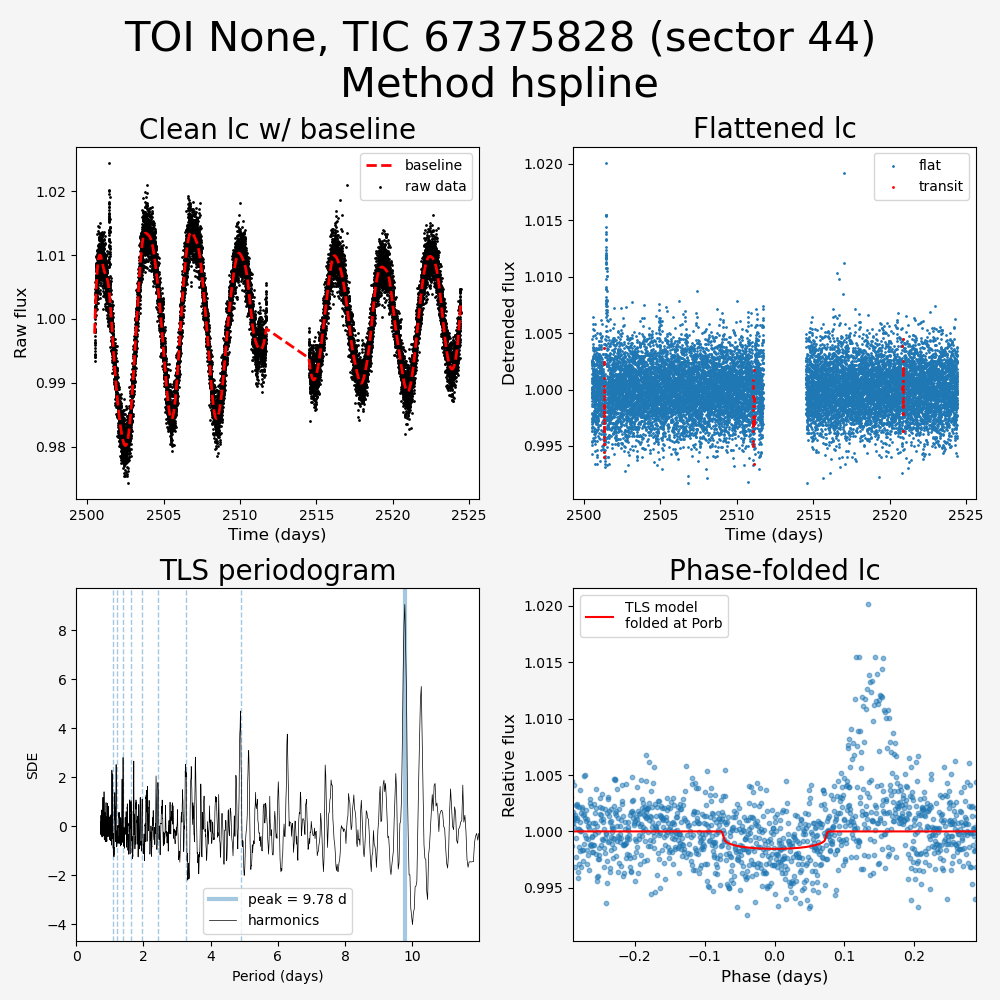 TOI None, TIC 67375828 (sector 44)
Method hspline
Clean lc w/ baseline
baseline
raw data
1.02
1.01
1.00
0.99
0.98
Raw flux
2500
2505
2510
2515
2520
2525
Time (days)
Flattened lc
flat
transit
1.020
1.015
1.010
1.005
1.000
0.995
Detrended flux
2500
2505
2510
2515
2520
2525
Time (days)
TLS periodogram
8
6
4
2
0
−2
−4
SDE
peak = 9.78 d
harmonics
0
2
4
6
8
10
Period (days)
Phase-folded lc
TLS model
folded at Porb
1.020
1.015
1.010
1.005
1.000
0.995
Relative flux
−0.2
−0.1
0.0
0.1
0.2
Phase (days)